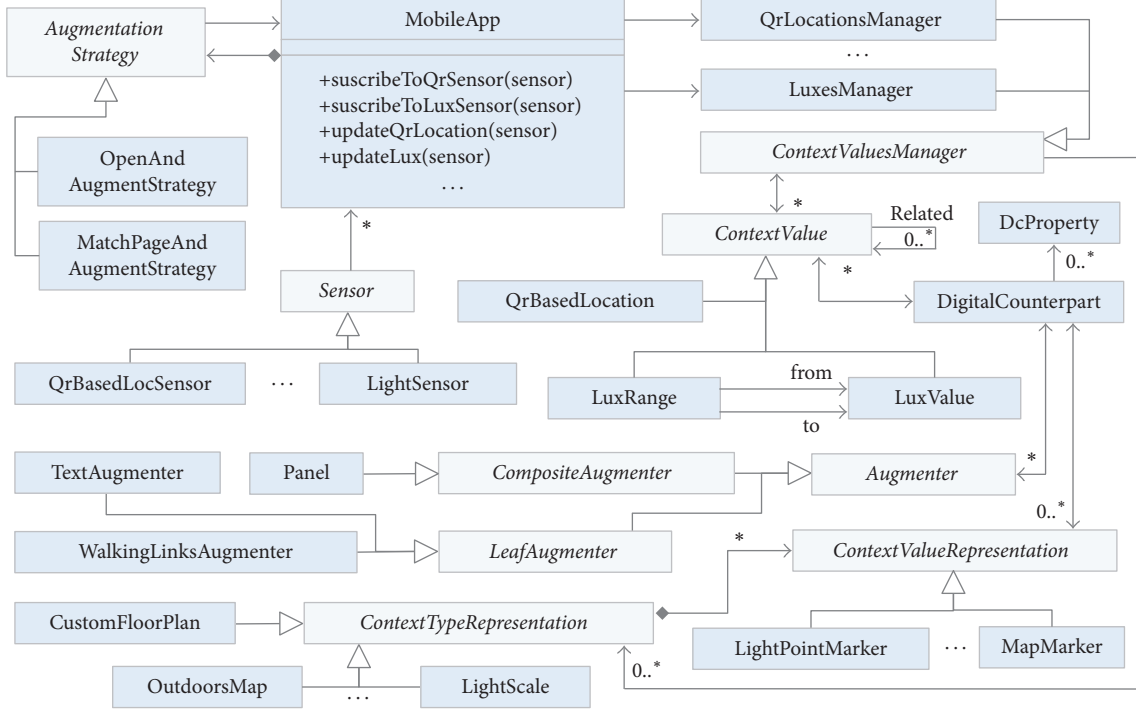 Augmentation
Strategy
MobileApp
+suscribeToQrSensor(sensor)
+suscribeToLuxSensor(sensor)
+updateQrLocation(sensor)
+updateLux(sensor)
...
QrLocationsManager
...
LuxesManager
ContextValuesManager
OpenAnd
AugmentStrategy
MatchPageAnd
AugmentStrategy
*
*
ContextValue
Related
0..*
DcProperty
0..*
*
Sensor
QrBasedLocation
DigitalCounterpart
QrBasedLocSensor
...
LightSensor
LuxRange
from
to
LuxValue
TextAugmenter
Panel
CompositeAugmenter
Augmenter
*
0..*
WalkingLinksAugmenter
LeafAugmenter
*
ContextValueRepresentation
CustomFloorPlan
ContextTypeRepresentation
LightPointMarker
...
MapMarker
0..*
OutdoorsMap
...
LightScale